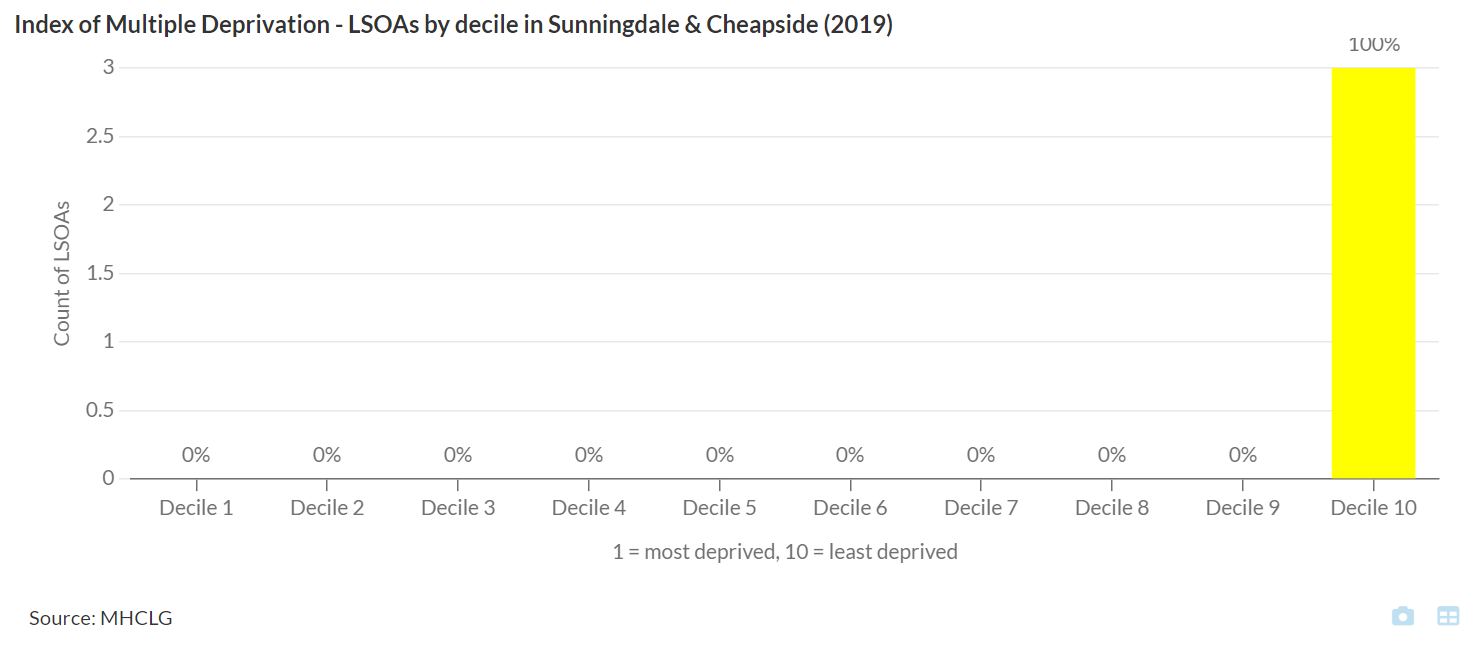 Index of Multiple Deprivation - LSOAs by decile in Sunningdale & Cheapside (2019)
100%
3
2.5
2
1.5
1
0.5
0
Count of LSOAs
0% 0% 0% 0% 0% 0% 0% 0% 0%
Decile 1 Decile 2 Decile 3 Decile 4 Decile 5 Decile 6 Decile 7 Decile 8 Decile 9 Decile 10
1 = most deprived, 10 = least deprived
Source: MHCLG